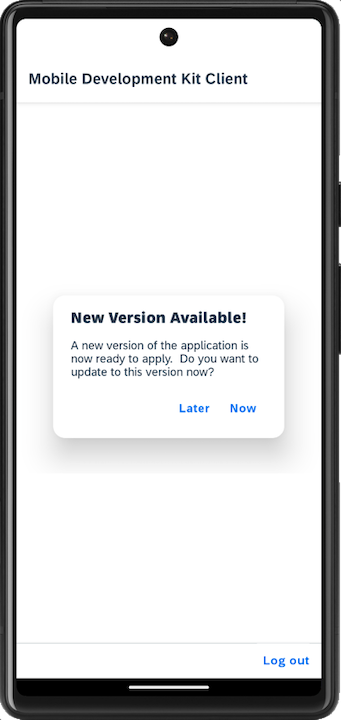 Mobile Development Kit Client
New Version Available!
A new version of the application is
now ready to apply.  Do you want to
update to this version now?
Later Now
Log out